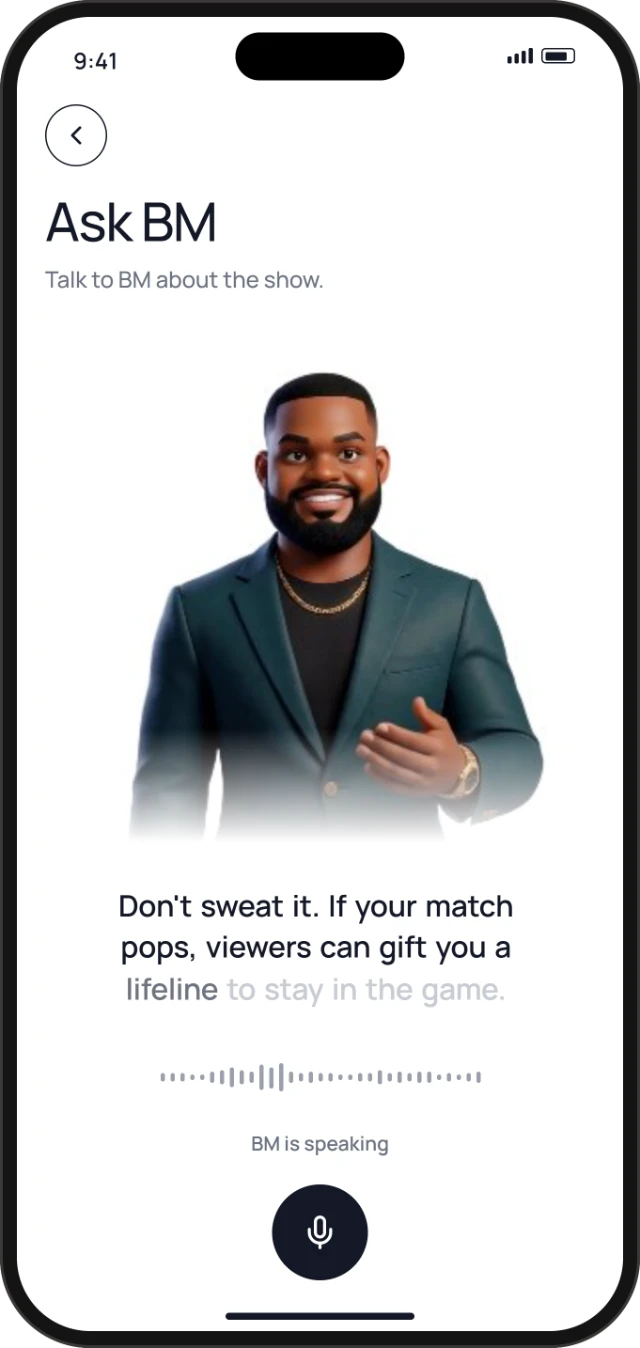 9:41
Ask BM
Talk to BM about the show.
Don't sweat it. If your match
pops, viewers can gift you a
lifeline to stay in the game.
BM is speaking